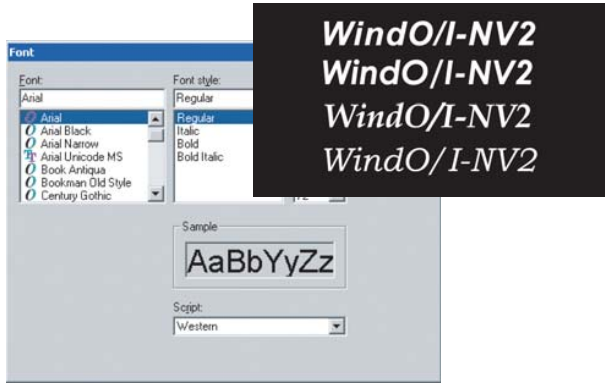 WindO/I-NV2
WindO/I-NV2
WindO/I-NV2
WindO/I-NV2
Font
Font:
Font style:
Arial
Regular
Arial
Arial Black
Arial Narrow
Arial Unicode MS
Book Antiqua
Bookman Old Style
Century Gothic
Regular
Italic
Bold
Bold Italic
Sample
AaBbYyZz
Script:
Western